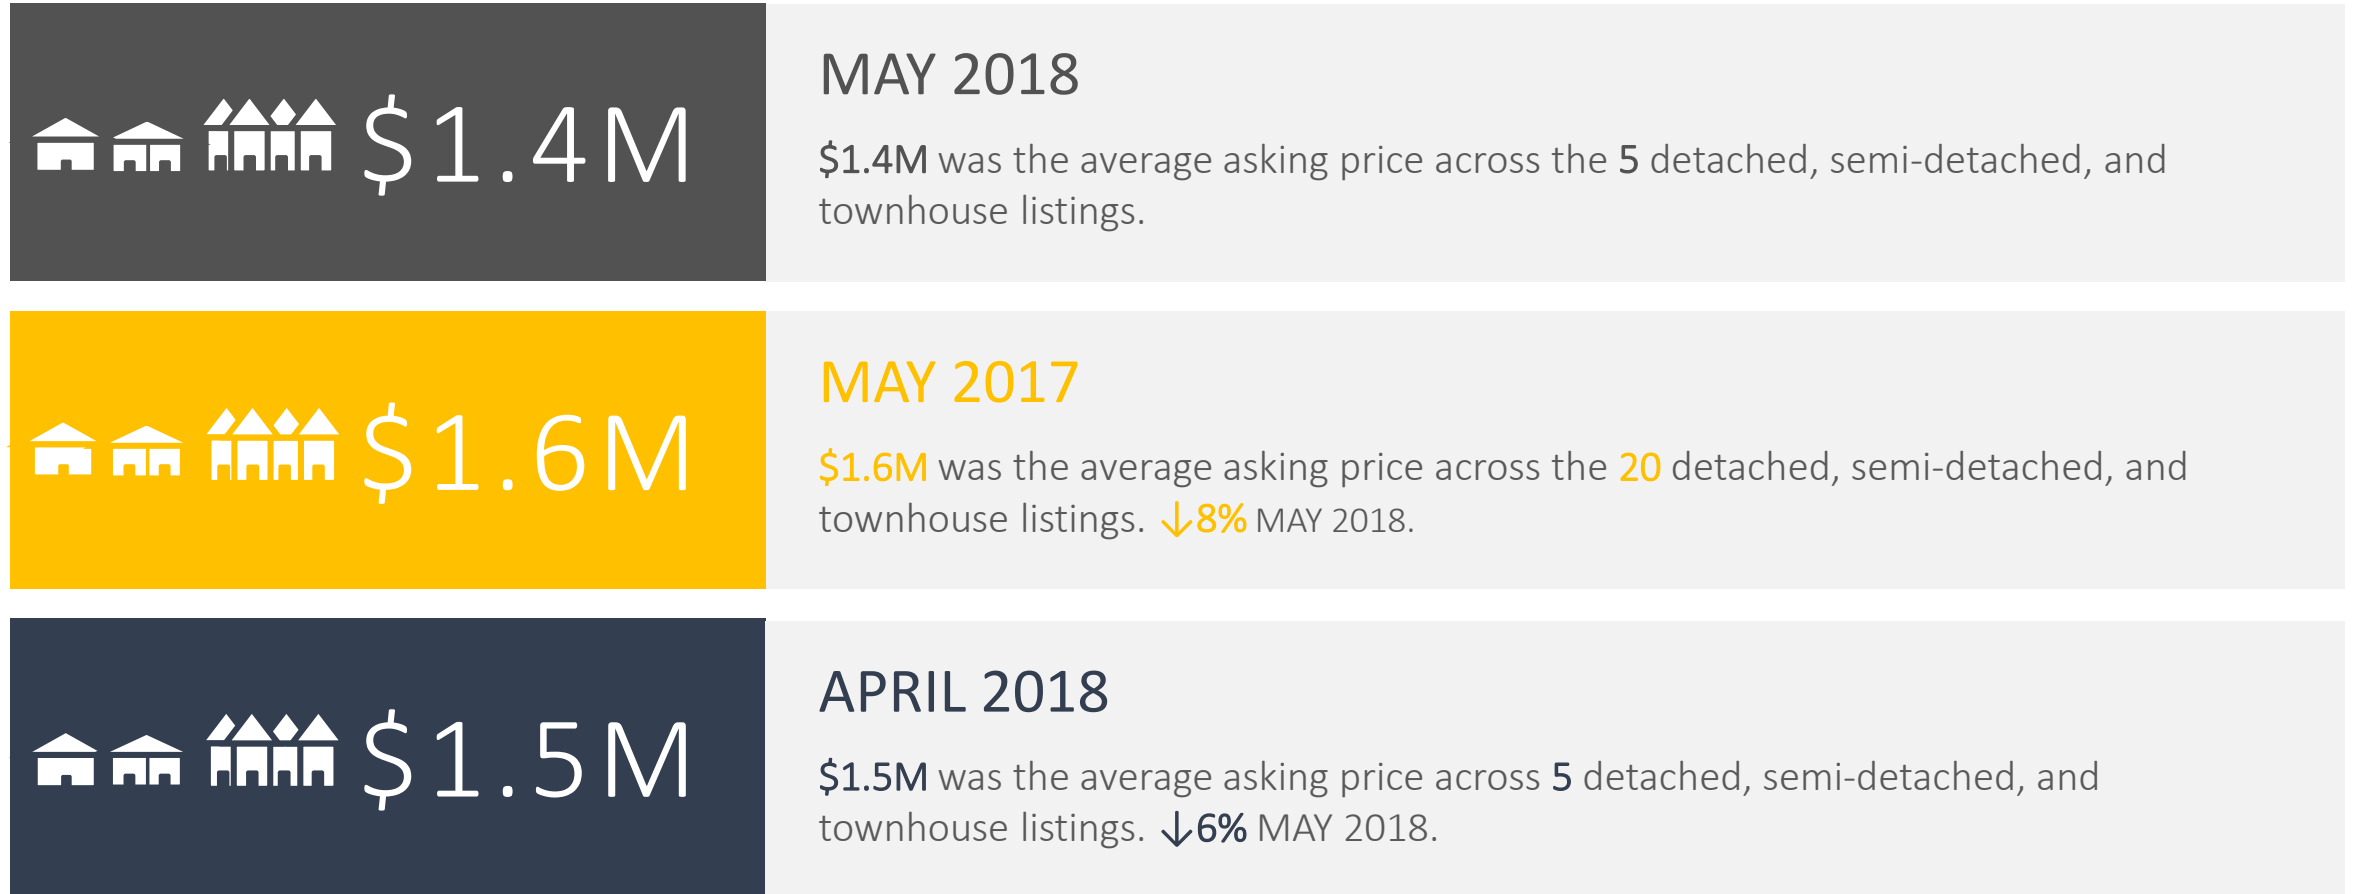 $1.4M
MAY 2018
$1.4M was the average asking price across the 5 detached, semi-detached, and
townhouse listings.
$1.6M
MAY 2017
$1.6M was the average asking price across the 20 detached, semi-detached, and
townhouse listings. ↓8% MAY 2018.
$1.5M
APRIL 2018
$1.5M was the average asking price across 5 detached, semi-detached, and
townhouse listings. ↓6% MAY 2018.